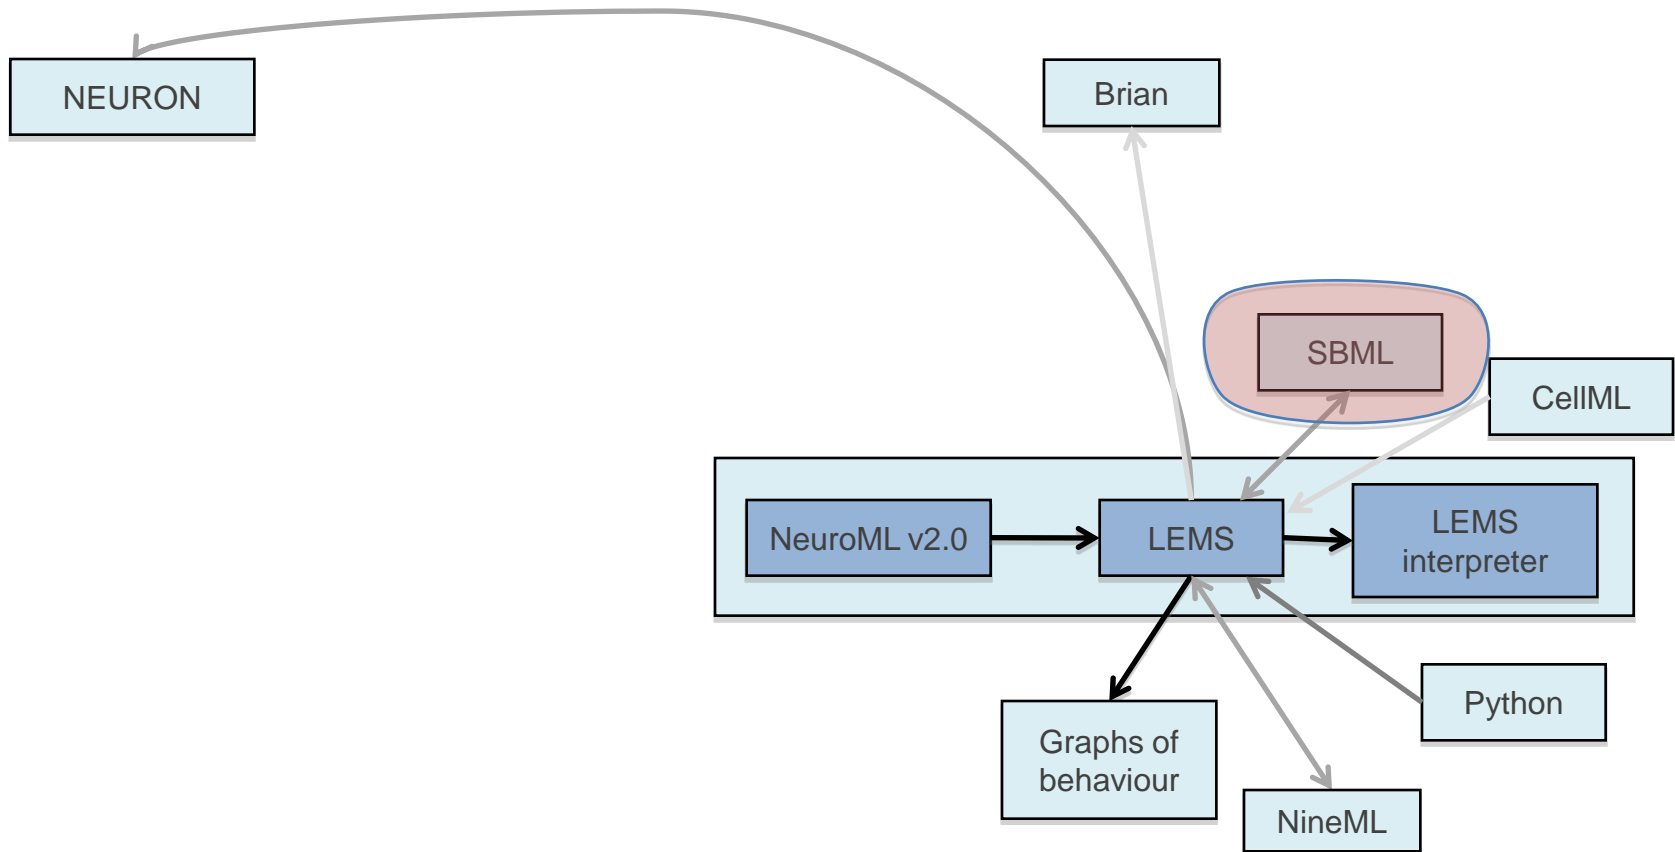 NEURON
Brian
SBML
CellML
NeuroML v2.0
LEMS
LEMS
interpreter
Python
Graphs of
behaviour
NineML